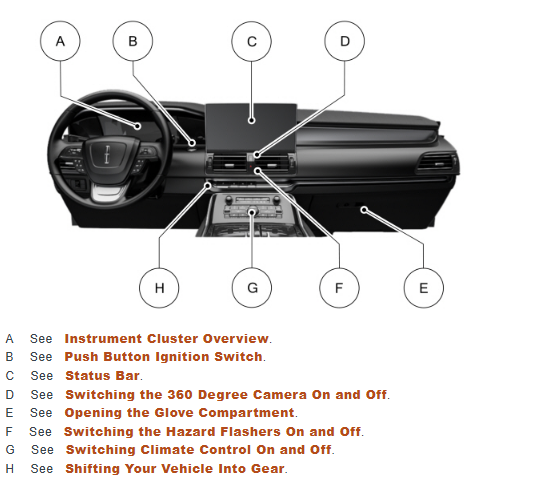 A B C D
H G F E
A See Instrument Cluster Overview.
B See Push Button Ignition Switch.
C See Status Bar.
D See Switching the 360 Degree Camera On and Off.
E See Opening the Glove Compartment.
F See Switching the Hazard Flashers On and Off.
G See Switching Climate Control On and Off.
H See Shifting Your Vehicle Into Gear.